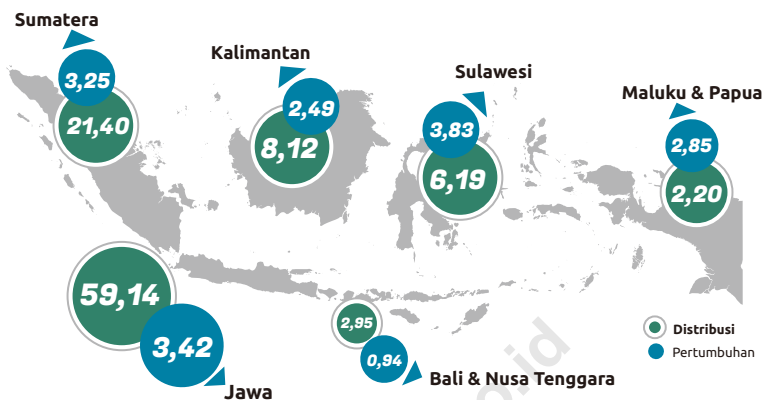 Sumatera
3,25
21,40
Kalimantan
2,49
8,12
Sulawesi
3,83
6,19
Maluku & Papua
2,85
2,20
59,14
3,42
Jawa
2,95
0,94
Bali & Nusa Tenggara
Distribusi
Pertumbuhan
.id